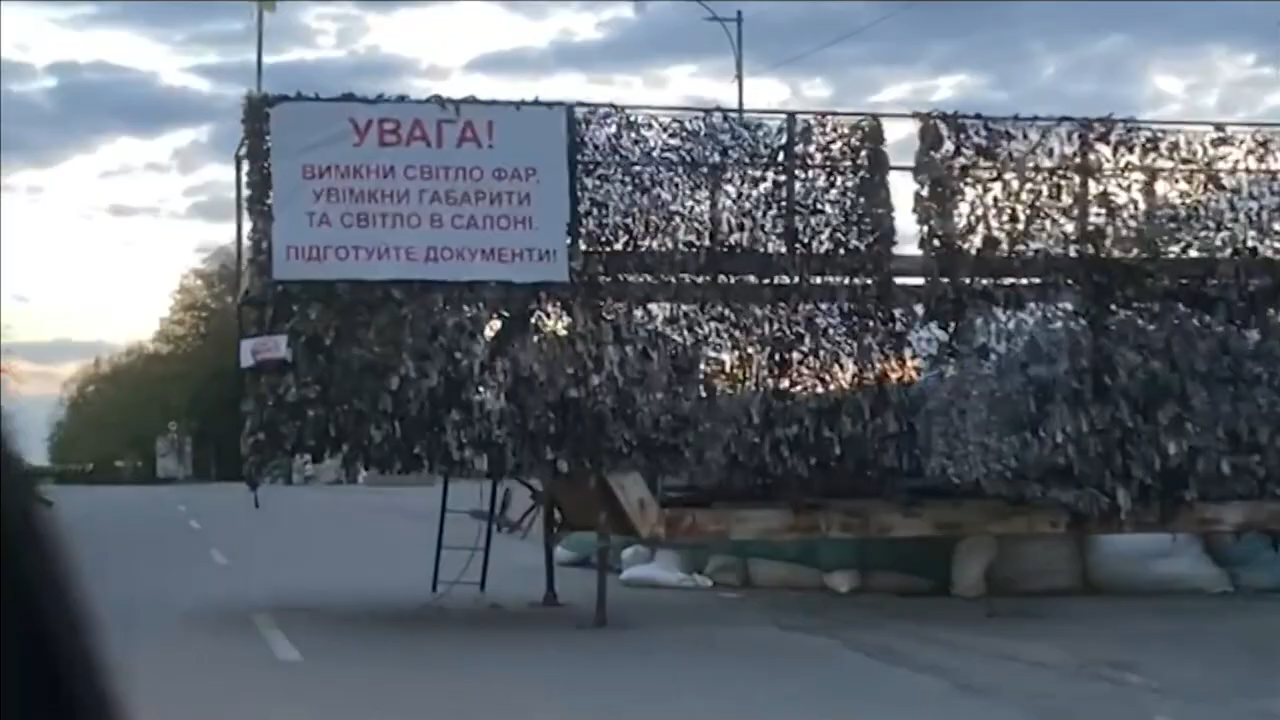 УВАГА!
ВИМКНИ СВІТЛО ФАР,
УВІМКНИ ГАБАРИТИ
ТА СВІТЛО В САЛОНІ.
ПІДГОТУЙТЕ ДОКУМЕНТИ!